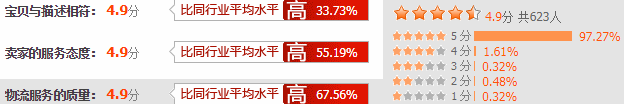 宝贝与描述相符： 4.9分 比同行业平均水平 高 33.73%
卖家的服务态度： 4.9分 比同行业平均水平 高 55.19%
物流服务的质量： 4.9分 比同行业平均水平 高 67.56%
4.9分 共623人
5 分 97.27%
4 分 1.61%
3 分 0.32%
2 分 0.48%
1 分 0.32%